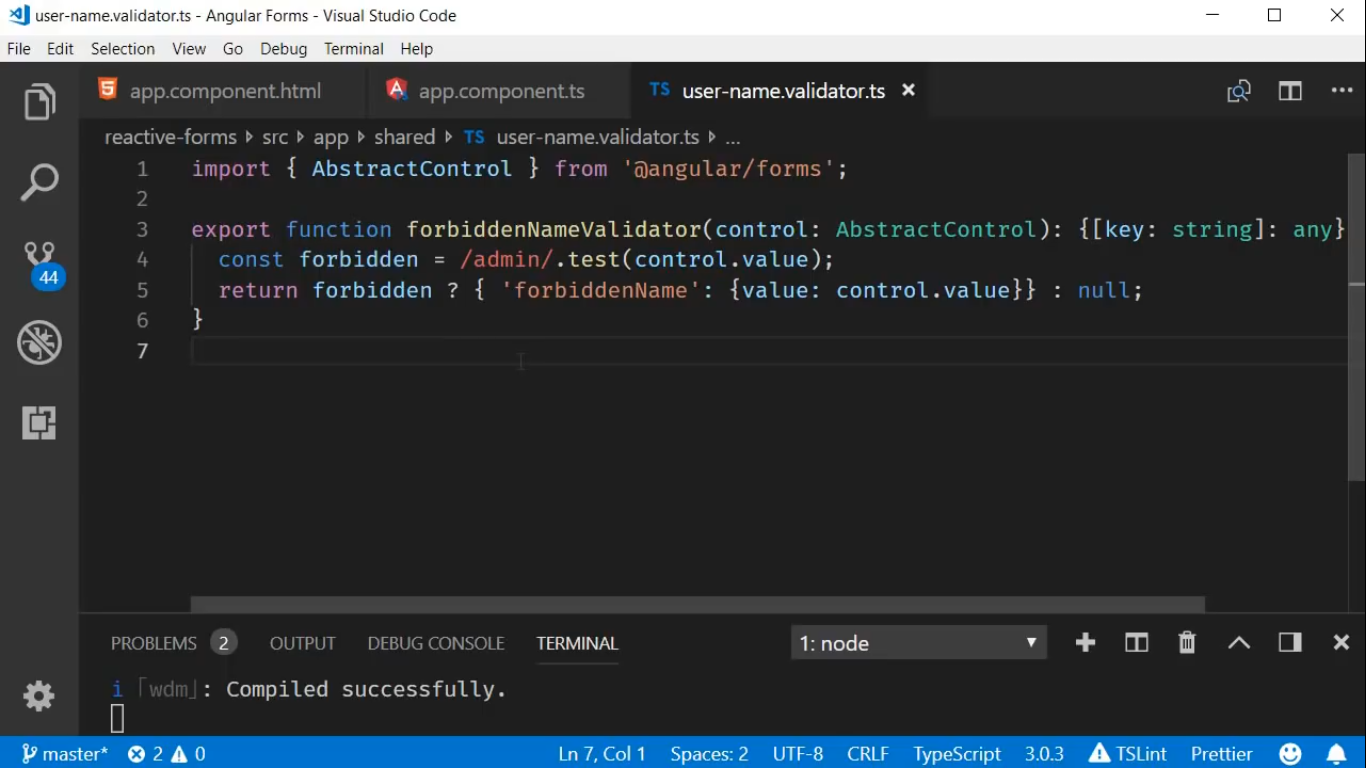 user-name.validator.ts - Angular Forms - Visual Studio Code
File Edit Selection View Go Debug Terminal Help
app.component.html app.component.ts TS user-name.validator.ts
reactive-forms src app shared TS user-name.validator.ts ...
1 import { AbstractControl } from '@angular/forms';
2
3 export function forbiddenNameValidator(control: AbstractControl): {[key: string]: any}
4 const forbidden = /admin/.test(control.value);
5 return forbidden ? { 'forbiddenName': {value: control.value}} : null;
6 }
7
44
PROBLEMS 2 OUTPUT DEBUG CONSOLE TERMINAL 1: node
i ｢wdm｣: Compiled successfully.
master* 2 0 Ln 7, Col 1 Spaces: 2 UTF-8 CRLF TypeScript 3.0.3 TSLint Prettier